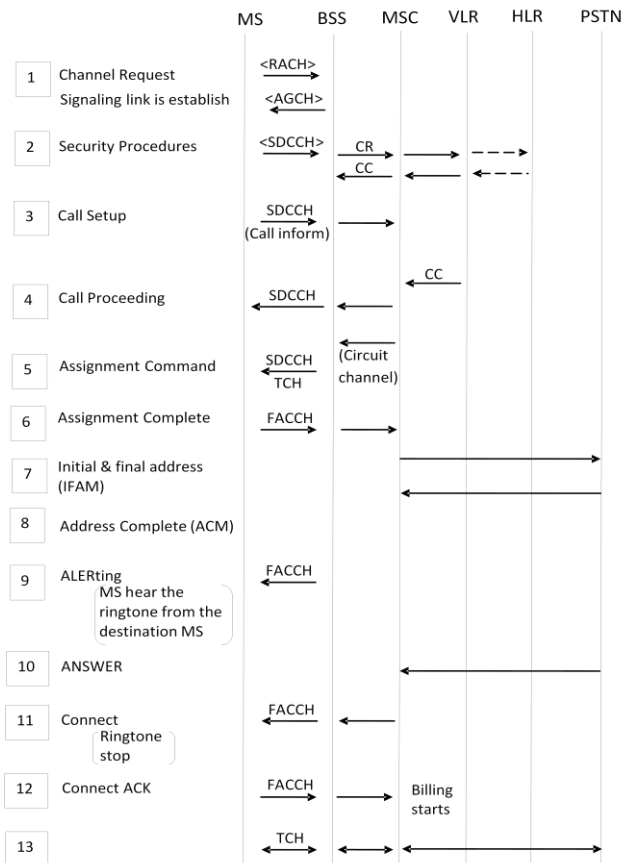 MS BSS MSC VLR HLR PSTN
<RACH>
1 Channel Request
Signaling link is establish <AGCH>
2 Security Procedures <SDCCH> CR
CC
3 Call Setup SDCCH
(Call inform)
CC
4 Call Proceeding SDCCH
(Circuit
5 Assignment Command SDCCH channel)
TCH
6 Assignment Complete FACCH
7 Initial & final address
(IFAM)
8 Address Complete (ACM)
9 ALERting FACCH
MS hear the
ringtone from the
destination MS
10 ANSWER
11 Connect FACCH
Ringtone
stop
12 Connect ACK FACCH Billing
starts
13 TCH